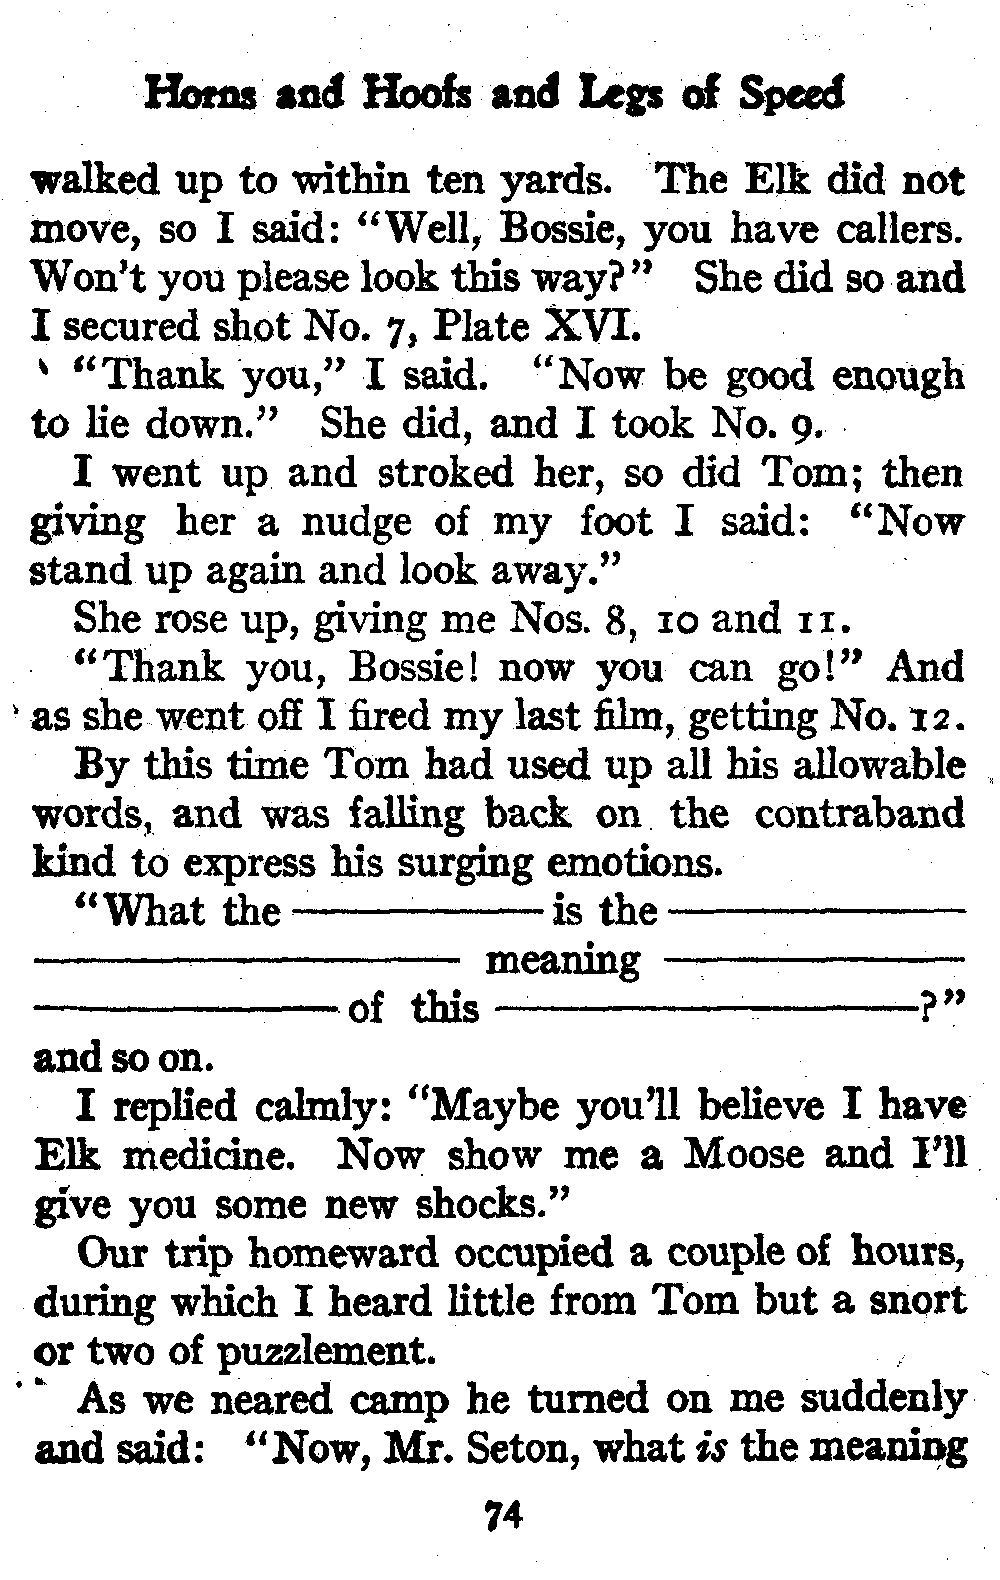 Horns and Hoofs and Legs of Speed
walked up to within ten yards. The Elk did not
move, so I said: “Well, Bossie, you have callers.
Won’t you please look this way?” She did so and
I secured shot No. 7, Plate XVI.
“Thank you,” I said. “Now be good enough
to lie down.” She did, and I took No. 9.
I went up and stroked her, so did Tom; then
giving her a nudge of my foot I said: “Now
stand up again and look away.”
She rose up, giving me Nos. 8, 10 and 11.
“Thank you, Bossie! now you can go!” And
as she went off I fired my last film, getting No. 12.
By this time Tom had used up all his allowable
words, and was falling back on the contraband
kind to express his surging emotions.
“What the ———— is the ————
———— meaning ————
———— of this ————?”
and so on.
I replied calmly: “Maybe you’ll believe I have
Elk medicine. Now show me a Moose and I’ll
give you some new shocks.”
Our trip homeward occupied a couple of hours,
during which I heard little from Tom but a snort
or two of puzzlement.
As we neared camp he turned on me suddenly
and said: “Now, Mr. Seton, what is the meaning
74